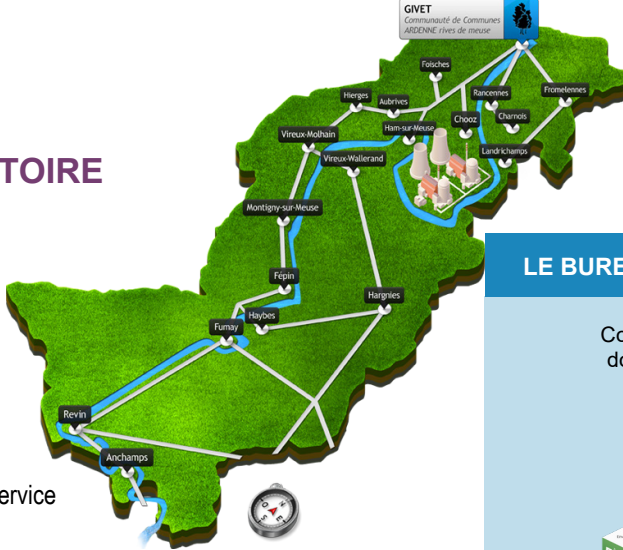 GIVET
Communauté de Communes
ARDENNE rives de meuse
Foisches
Hierges
Aubrives
Rancennes
Fromelennes
Chooz
Charnois
Ham-sur-Meuse
Vireux-Molhain
Landrichamps
Vireux-Wallerand
TOIRE
Montigny-sur-Meuse
LE BURE
Fépin
Hargnies
Haybes
Fumay
Co
do
Revin
Anchamps
ervice
N
E
S
O